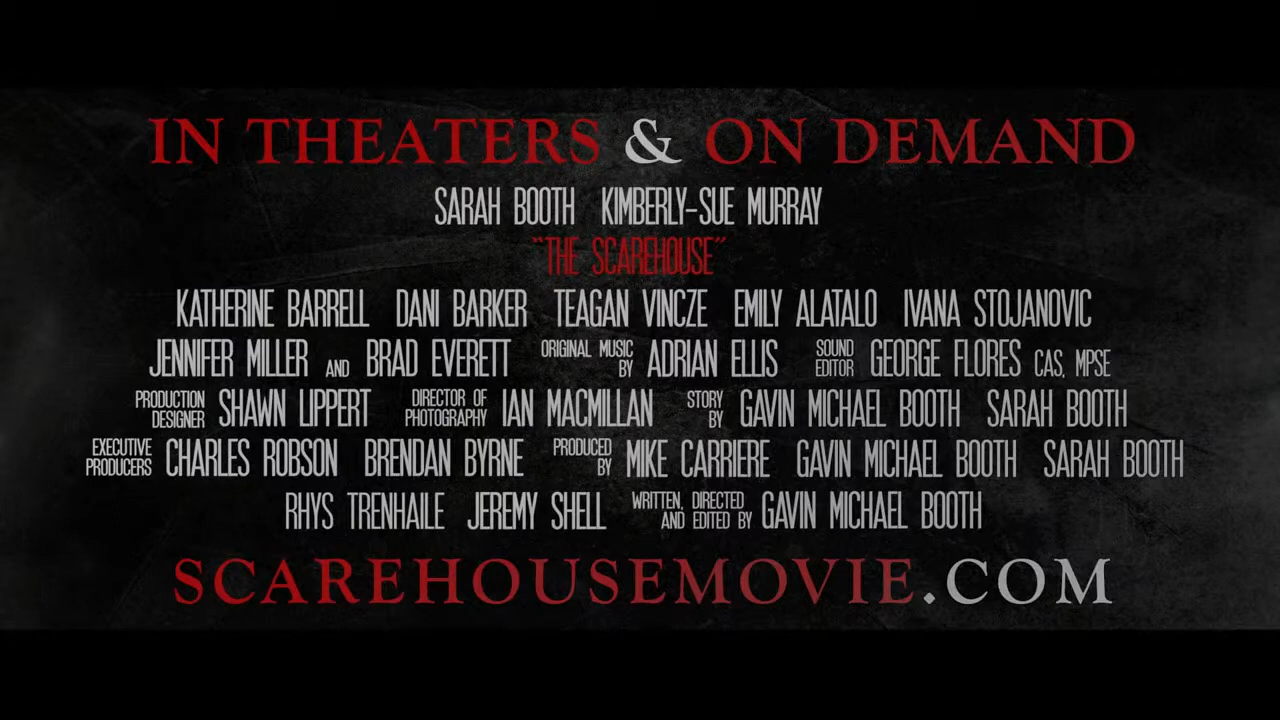 IN THEATERS & ON DEMAND
SARAH BOOTH KIMBERLY-SUE MURRAY
"THE SCAREHOUSE"
KATHERINE BARRELL DANI BARKER TEAGAN VINCZE EMILY ALATALO IVANA STOJANOVIC
JENNIFER MILLER AND BRAD EVERETT ORIGINAL MUSIC BY ADRIAN ELLIS SOUND EDITOR GEORGE FLORES CAS, MPSE
PRODUCTION DESIGNER SHAWN LIPPERT DIRECTOR OF PHOTOGRAPHY IAN MACMILLAN STORY BY GAVIN MICHAEL BOOTH SARAH BOOTH
EXECUTIVE PRODUCERS CHARLES ROBSON BRENDAN BYRNE PRODUCED BY MIKE CARRIERE GAVIN MICHAEL BOOTH SARAH BOOTH
RHYS TRENHAILE JEREMY SHELL WRITTEN, DIRECTED AND EDITED BY GAVIN MICHAEL BOOTH
SCAREHOUSEMOVIE.COM